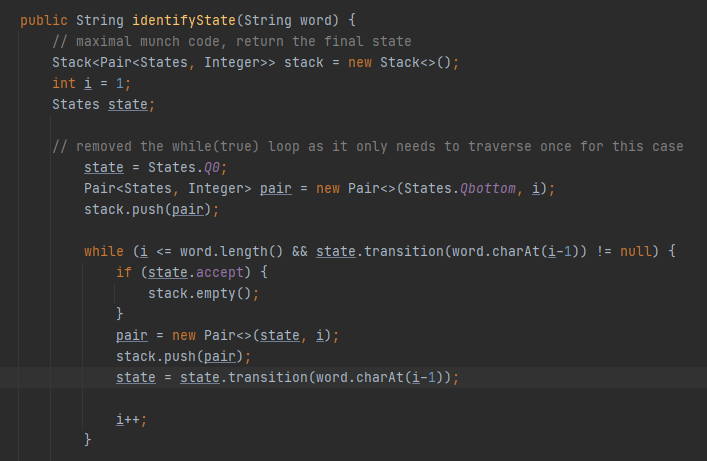 public String identifyState(String word) {
// maximal munch code, return the final state
Stack<Pair<States, Integer>> stack = new Stack<>();
int i = 1;
States state;
// removed the while(true) loop as it only needs to traverse once for this case
state = States.Q0;
Pair<States, Integer> pair = new Pair<>(States.Qbottom, i);
stack.push(pair);
while (i <= word.length() && state.transition(word.charAt(i-1)) != null) {
if (state.accept) {
stack.empty();
}
pair = new Pair<>(state, i);
stack.push(pair);
state = state.transition(word.charAt(i-1));
i++;
}